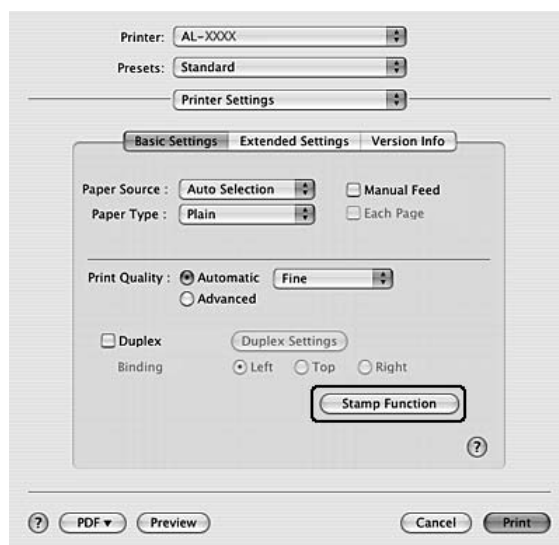 Printer: AL-XXXX
Presets: Standard
Printer Settings
Basic Settings Extended Settings Version Info
Paper Source : Auto Selection Manual Feed
Paper Type : Plain Each Page
Print Quality : Automatic Fine
Advanced
Duplex Duplex Settings
Binding Left Top Right
Stamp Function
?
? PDF ▼ Preview Cancel Print